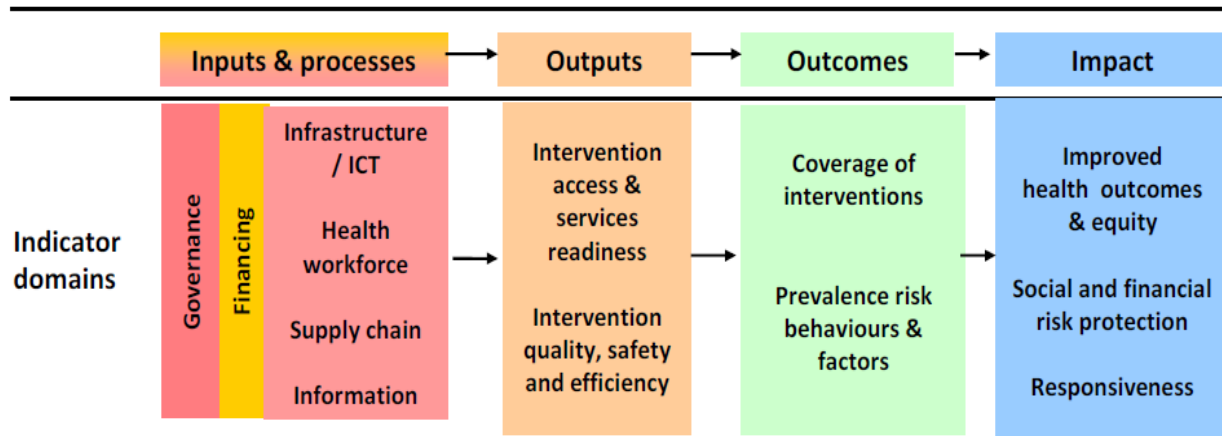 Inputs & processes
Outputs
Outcomes
Impact
Indicator
domains
Governance
Financing
Infrastructure
/ ICT
Health
workforce
Supply chain
Information
Intervention
access &
services
readiness
Intervention
quality, safety
and efficiency
Coverage of
interventions
Prevalence risk
behaviours &
factors
Improved
health outcomes
& equity
Social and financial
risk protection
Responsiveness